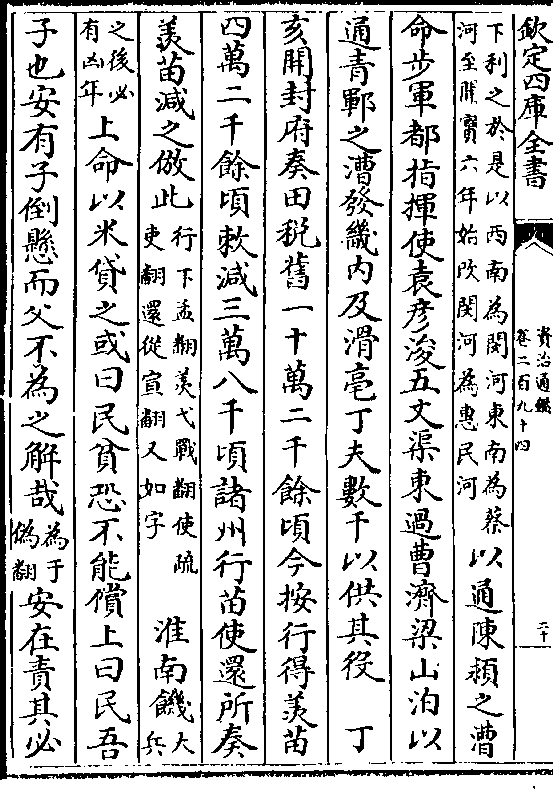 欽定四庫全書
資治通鑑
卷二百九十四
二十
下利之於是以西南為閔河東南為蔡
河至開寳六年始改閔河為惠民河
以通陳潁之漕
命步軍都指揮使袁彦浚五丈渠東過曹濟梁山泊以
通青鄆之漕發畿内及滑亳丁夫數千以供其役　丁
亥開封府奏田税舊一十萬二千餘頃今按行得羨苗
四萬二千餘頃敕減三萬八千頃諸州行苗使還所奏
羨苗減之倣此
行下孟翻羨弋戰翻使疏
吏翻還從宣翻又如字
淮南饑
大兵
之後必
有凶年
上命以米貸之或曰民貧恐不能償上曰民吾
子也安有子倒懸而父不為之解哉
為于
偽翻
安在責其必